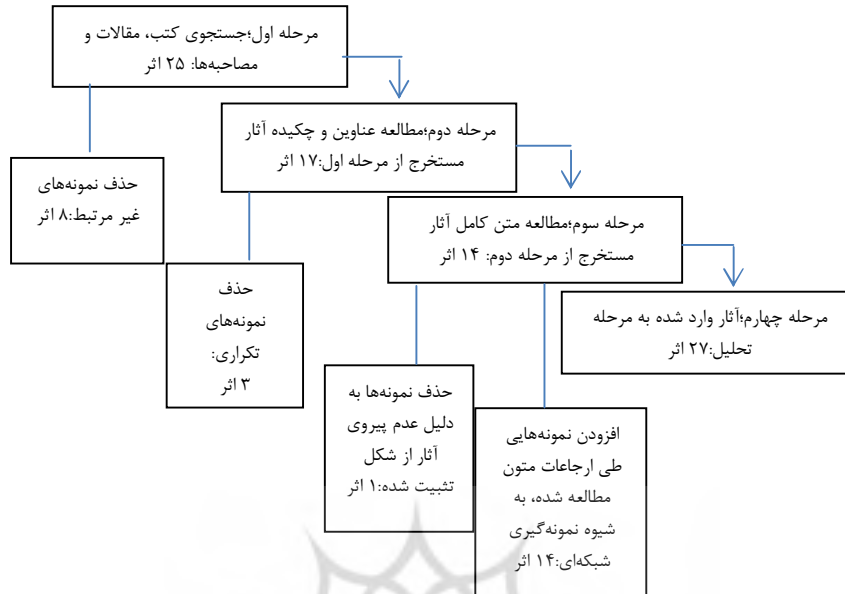 مرحله اول؛جستجوی کتب، مقالات و
مصاحبه‌ها: ۲۵ اثر
مرحله دوم؛مطالعه عناوین و چکیده آثار
مستخرج از مرحله اول:۱۷ اثر
حذف نمونه‌های
غیر مرتبط:۸ اثر
مرحله سوم؛مطالعه متن کامل آثار
مستخرج از مرحله دوم: ۱۴ اثر
حذف
نمونه‌های
تکراری:
۳ اثر
مرحله چهارم؛آثار وارد شده به مرحله
تحلیل:۲۷ اثر
حذف نمونه‌ها به
دلیل عدم پیروی
آثار از شکل
تثبیت شده:۱ اثر
افزودن نمونه‌هایی
طی ارجاعات متون
مطالعه شده، به
شیوه نمونه‌گیری
شبکه‌ای:۱۴ اثر